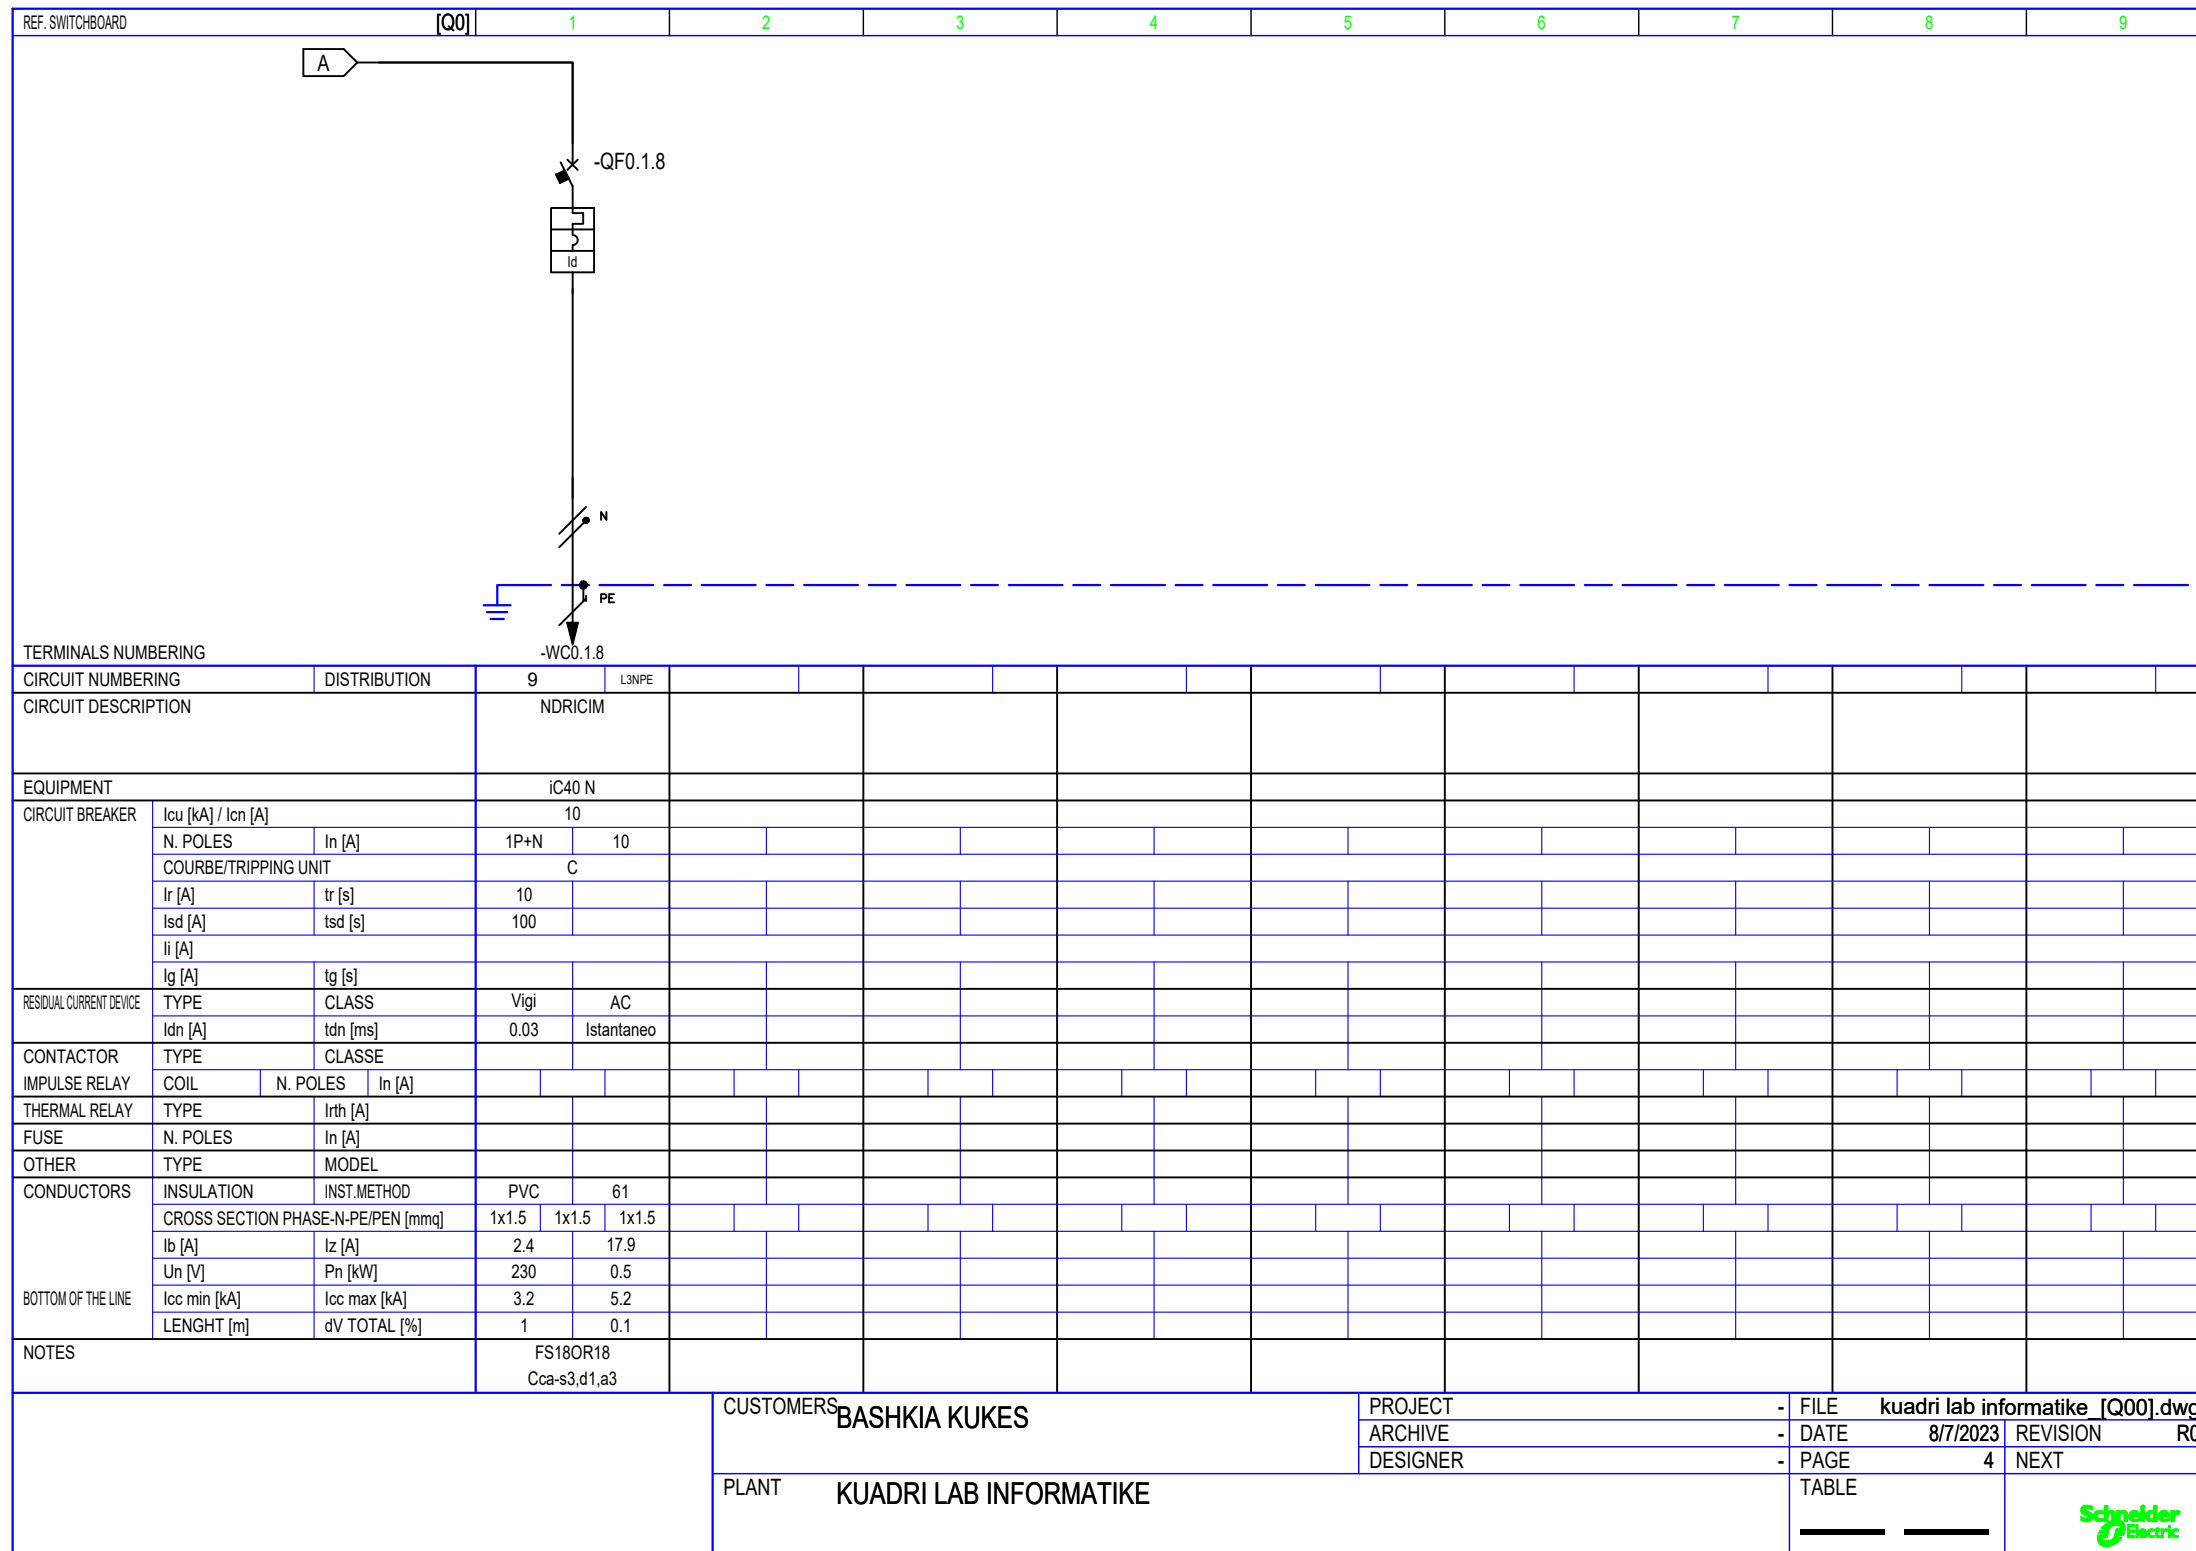 REF. SWITCHBOARD [Q0] 1 2 3 4 5 6 7 8 9
A
-QF0.1.8
Id
N
PE
TERMINALS NUMBERING -WC0.1.8
CIRCUIT NUMBERING DISTRIBUTION 9 L3NPE
CIRCUIT DESCRIPTION NDRICIM
EQUIPMENT iC40 N
CIRCUIT BREAKER Icu [kA] / Icn [A] 10
N. POLES In [A] 1P+N 10
COURBE/TRIPPING UNIT C
Ir [A] tr [s] 10
Isd [A] tsd [s] 100
Ii [A]
Ig [A] tg [s]
RESIDUAL CURRENT DEVICE TYPE CLASS Vigi AC
Idn [A] tdn [ms] 0.03 Istantaneo
CONTACTOR TYPE CLASSE
IMPULSE RELAY COIL N. POLES In [A]
THERMAL RELAY TYPE Irth [A]
FUSE N. POLES In [A]
OTHER TYPE MODEL
CONDUCTORS INSULATION INST.METHOD PVC 61
CROSS SECTION PHASE-N-PE/PEN [mmq] 1x1.5 1x1.5 1x1.5
Ib [A] Iz [A] 2.4 17.9
Un [V] Pn [kW] 230 0.5
BOTTOM OF THE LINE Icc min [kA] Icc max [kA] 3.2 5.2
LENGHT [m] dV TOTAL [%] 1 0.1
NOTES FS18OR18
Cca-s3,d1,a3
CUSTOMERS BASHKIA KUKES PROJECT - FILE kuadri lab informatike_[Q00].dwg
ARCHIVE - DATE 8/7/2023 REVISION R0
DESIGNER - PAGE 4 NEXT
PLANT KUADRI LAB INFORMATIKE TABLE
Schneider
Electric